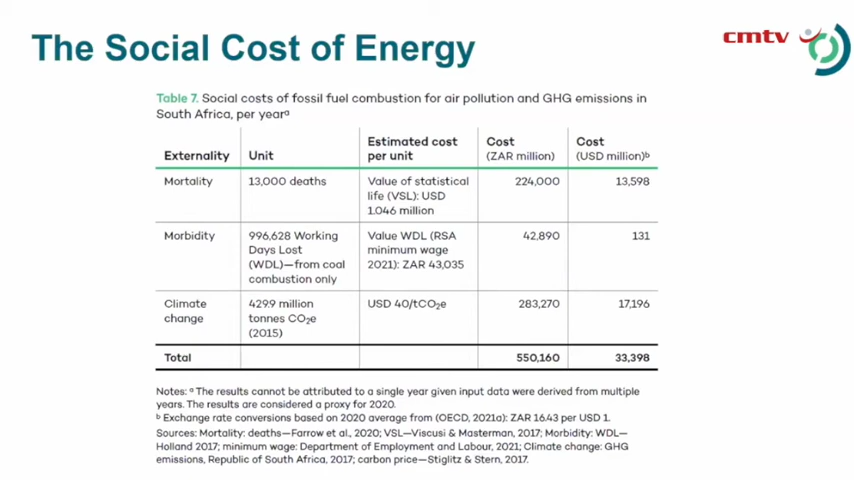 The Social Cost of Energy
cmtv
Table 7. Social costs of fossil fuel combustion for air pollution and GHG emissions in
South Africa, per yearᵃ
Externality Unit Estimated cost per unit Cost (ZAR million) Cost (USD million)ᵇ
Mortality 13,000 deaths Value of statistical life (VSL): USD 1.046 million 224,000 13,598
Morbidity 996,628 Working Days Lost (WDL)—from coal combustion only Value WDL (RSA minimum wage 2021): ZAR 43,035 42,890 131
Climate change 429.9 million tonnes CO₂e (2015) USD 40/tCO₂e 283,270 17,196
Total 550,160 33,398
Notes: ᵃ The results cannot be attributed to a single year given input data were derived from multiple
years. The results are considered a proxy for 2020.
ᵇ Exchange rate conversions based on 2020 average from (OECD, 2021a): ZAR 16.43 per USD 1.
Sources: Mortality: deaths—Farrow et al., 2020; VSL—Viscusi & Masterman, 2017; Morbidity: WDL—
Holland 2017; minimum wage: Department of Employment and Labour, 2021; Climate change: GHG
emissions, Republic of South Africa, 2017; carbon price—Stiglitz & Stern, 2017.